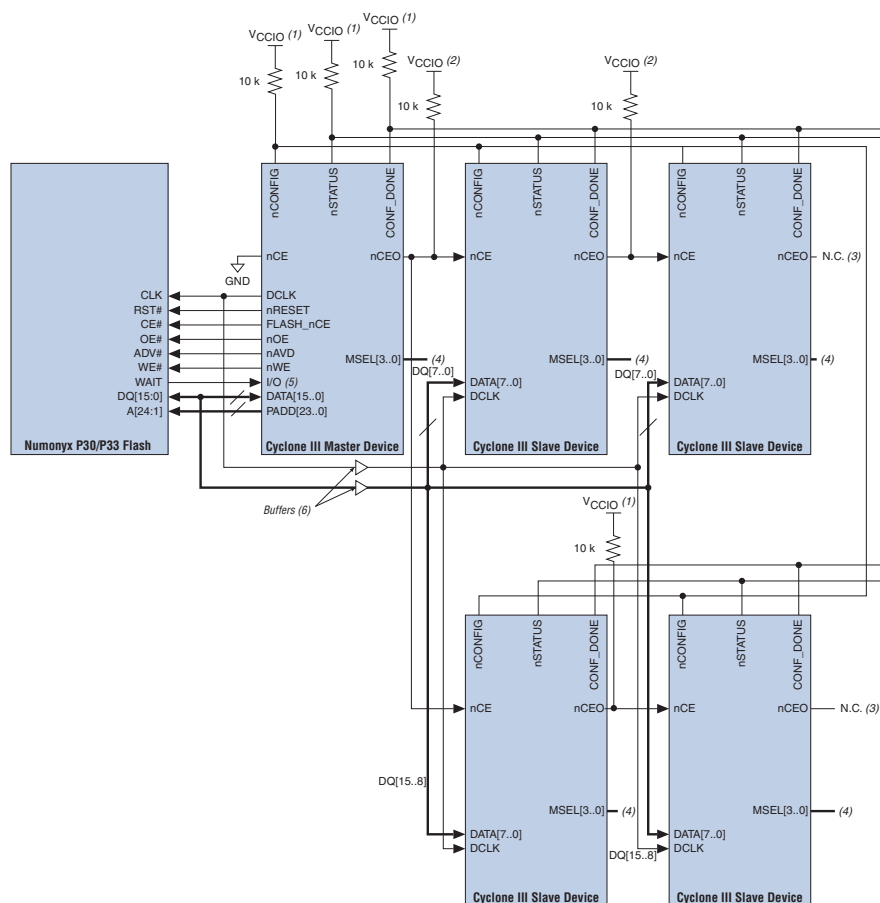 VCCIO (1)
VCCIO (1)
VCCIO (1)
VCCIO (2)
VCCIO (2)
10 k
10 k
10 k
10 k
10 k
nCONFIG
nSTATUS
CONF_DONE
nCONFIG
nSTATUS
CONF_DONE
nCONFIG
nSTATUS
CONF_DONE
nCE
nCEO
nCE
nCEO
nCE
nCEO
N.C. (3)
GND
CLK
DCLK
RST#
nRESET
CE#
FLASH_nCE
OE#
nOE
ADV#
nAVD
WE#
nWE
WAIT
I/O (5)
DQ[15:0]
DATA[15..0]
A[24:1]
PADD[23..0]
MSEL[3..0]
(4)
DQ[7..0]
DATA[7..0]
DCLK
MSEL[3..0]
(4)
DQ[7..0]
DATA[7..0]
DCLK
MSEL[3..0]
(4)
Numonyx P30/P33 Flash
Cyclone III Master Device
Cyclone III Slave Device
Cyclone III Slave Device
Buffers (6)
VCCIO (1)
10 k
nCONFIG
nSTATUS
CONF_DONE
nCONFIG
nSTATUS
CONF_DONE
nCE
nCEO
nCE
nCEO
N.C. (3)
DQ[15..8]
MSEL[3..0]
(4)
MSEL[3..0]
(4)
DATA[7..0]
DCLK
DQ[15..8]
DATA[7..0]
DCLK
Cyclone III Slave Device
Cyclone III Slave Device